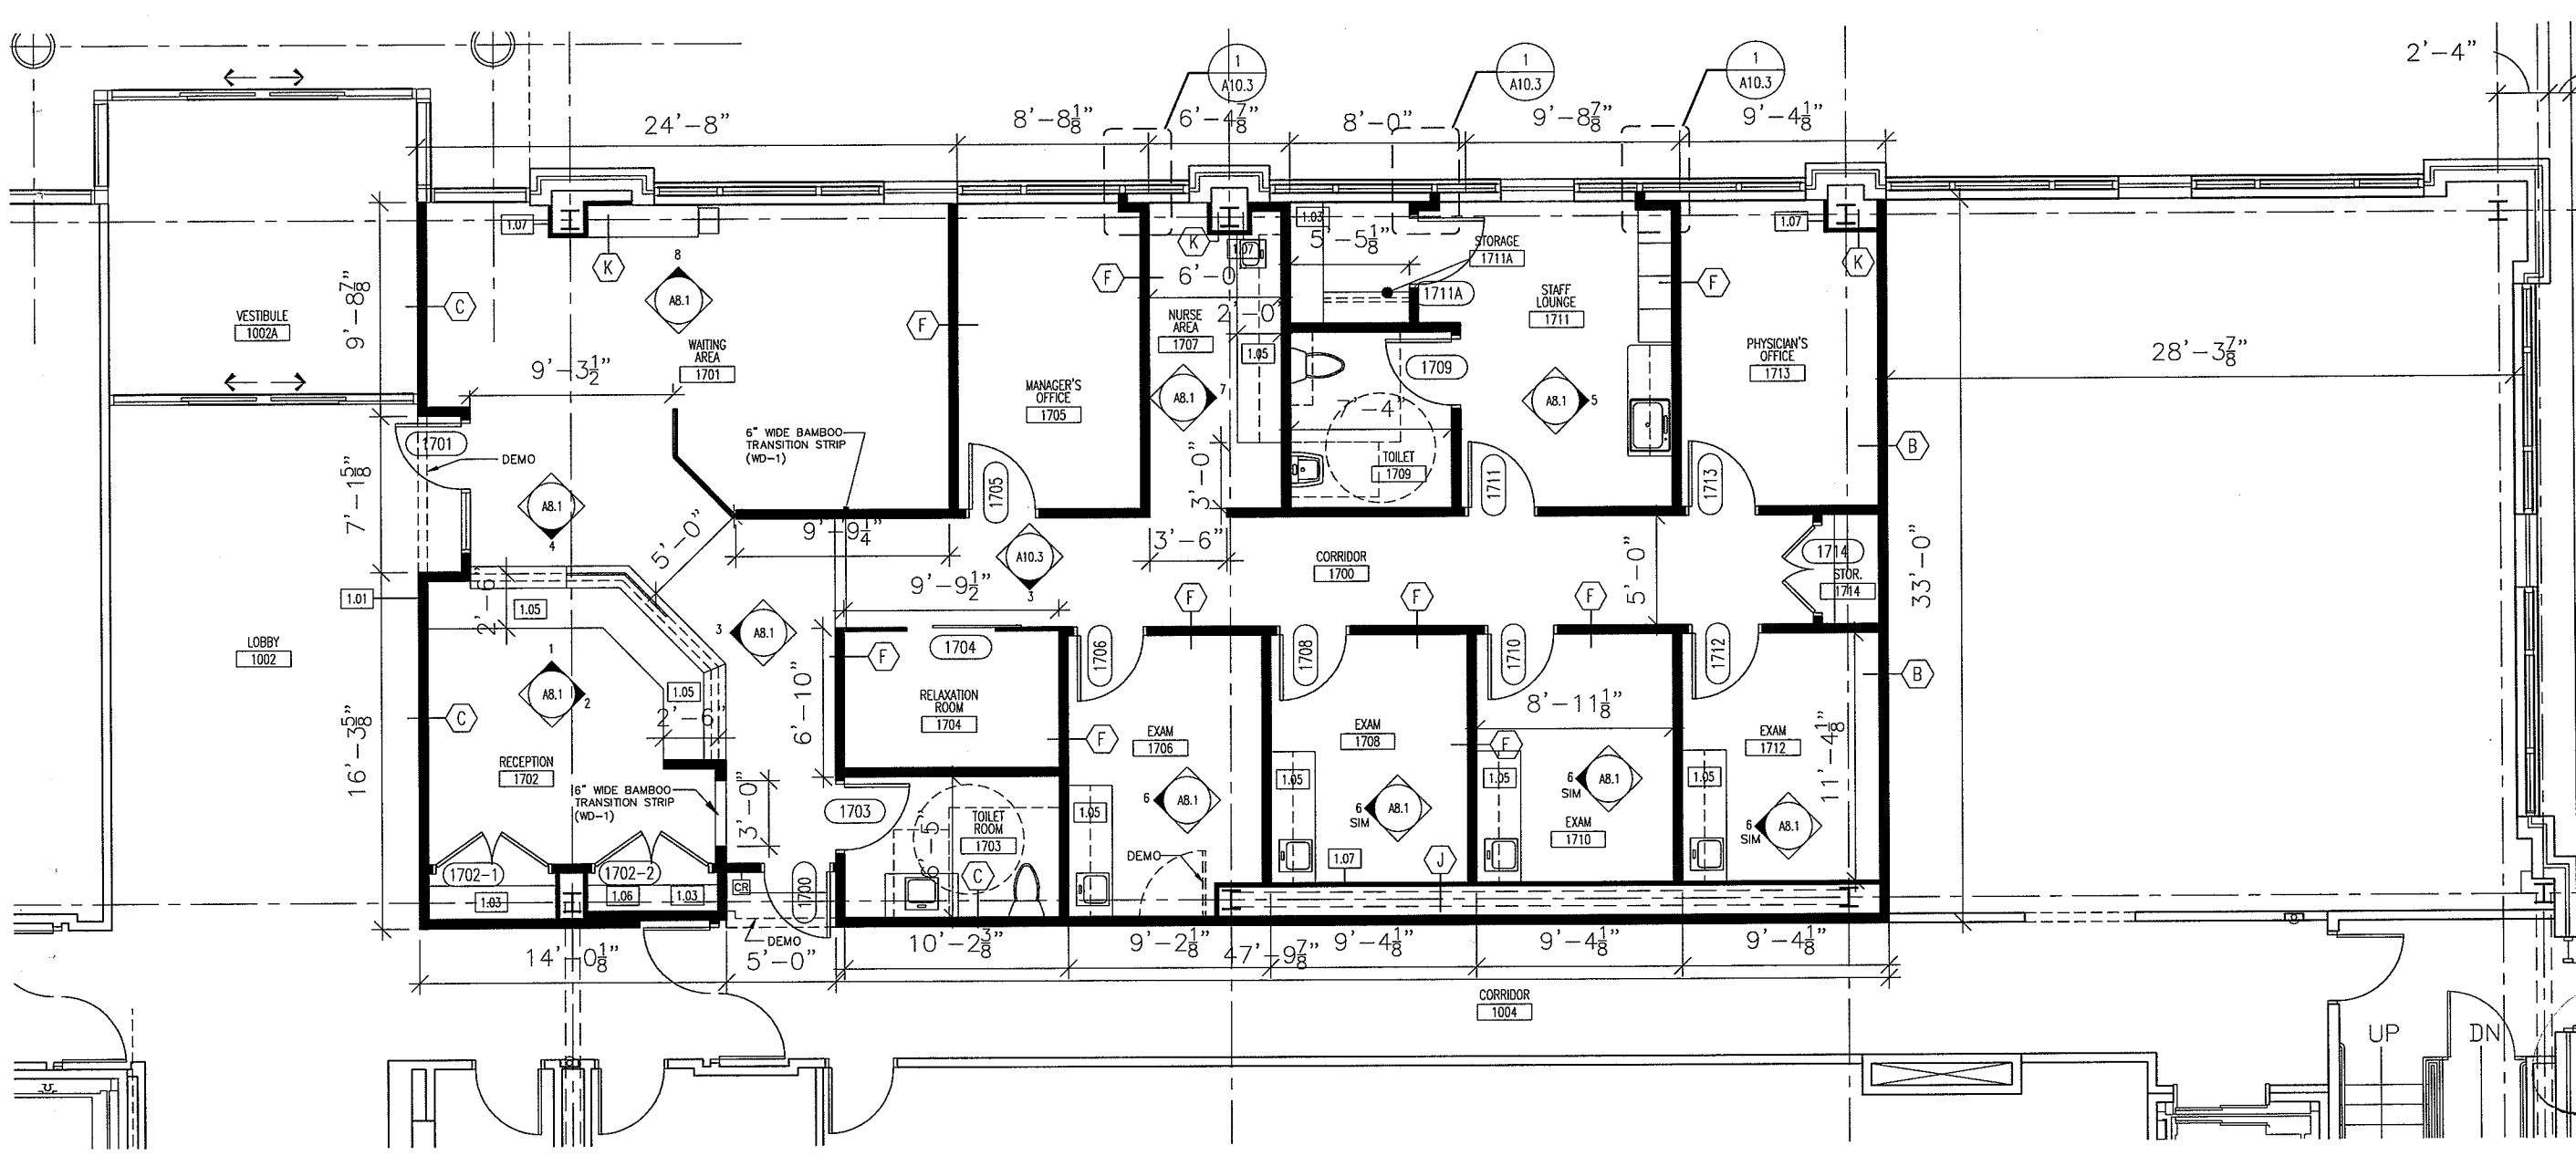 2'-4"
1
A10.3
1
A10.3
1
A10.3
24'-8"
8'-8 1/8"
6'-4 7/8"
8'-0"
9'-8 7/8"
9'-4 1/8"
1.07
K
8
A8.1
C
VESTIBULE
1002A
9'-8 7/8"
9'-3 1/2"
WAITING
AREA
1701
F
F
K
1.07
6'-0
2'-0"
1.03
5'-5 1/8"
STORAGE
1711A
1711A
STAFF
LOUNGE
1711
F
1.07
K
PHYSICIAN'S
OFFICE
1713
28'-3 7/8"
NURSE
AREA
1707
1.05
A8.1
7
MANAGER'S
OFFICE
1705
1709
7'-4"
A8.1
5
1701
DEMO
6" WIDE BAMBOO
TRANSITION STRIP
(WD-1)
TOILET
1709
B
7'-1 5/8"
A8.1
4
1705
3'-0"
1711
1713
5'-0"
9'-9 1/4"
A10.3
3
3'-6"
CORRIDOR
1700
5'-0"
1714
STOR.
1714
33'-0"
9'-9 1/2"
1.01
2'-6"
1.05
F
F
F
LOBBY
1002
3
A8.1
F
1704
1706
1708
1710
1712
B
1
A8.1
2
1.05
2'-6"
C
6'-10"
RELAXATION
ROOM
1704
F
EXAM
1706
EXAM
1708
8'-11 1/8"
F
EXAM
1712
11'-4 1/8"
16'-3 5/8"
RECEPTION
1702
6" WIDE BAMBOO
TRANSITION STRIP
(WD-1)
3'-0"
1703
TOILET
ROOM
1703
6'-5"
C
1.05
6
A8.1
1.05
6
SIM
A8.1
1.05
6
SIM
A8.1
EXAM
1710
1.05
6
SIM
A8.1
1702-1
1702-2
1.03
1.06
1.03
CR
1700
DEMO
DEMO
1.07
J
14'-0 1/8"
5'-0"
10'-2 3/8"
9'-2 1/8"
47'-9 7/8"
9'-4 1/8"
9'-4 1/8"
9'-4 1/8"
CORRIDOR
1004
UP
DN